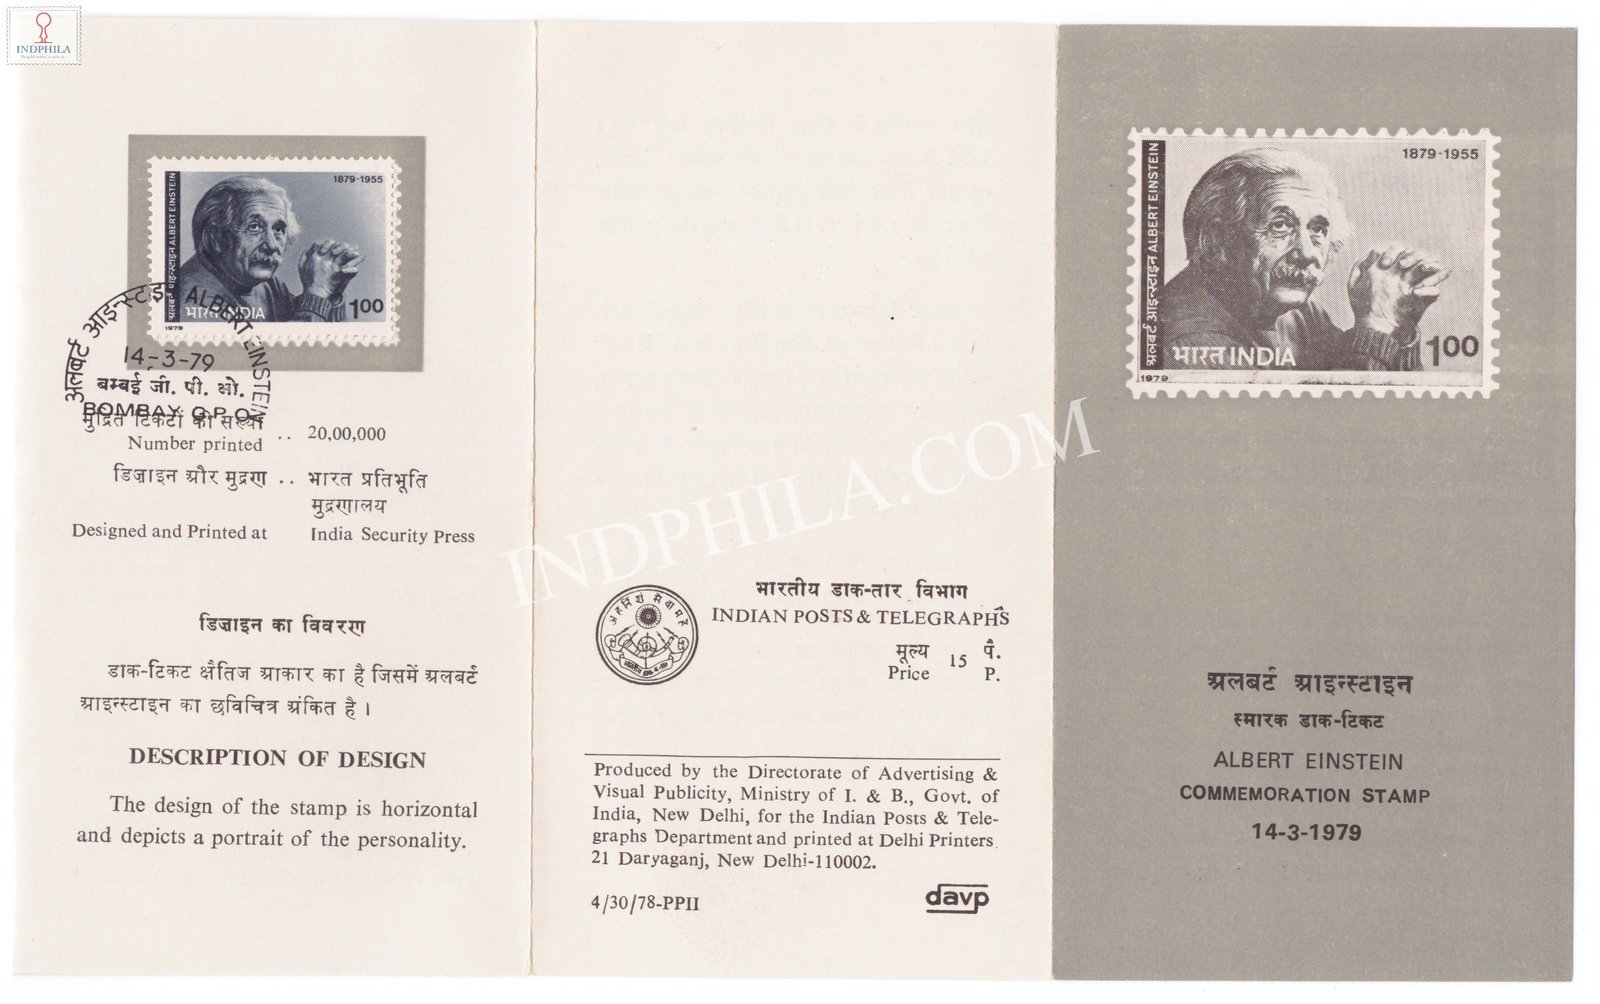 INDPHILA
1879-1955
अलबर्ट आइन्स्टाइन ALBERT EINSTEIN
भारत INDIA
1.00
1979
अलबर्ट आइन्स्टाइन ALBERT EINSTEIN
14-3-79
बम्बई जी. पी. ओ.
BOMBAY G.P.O.
मुद्रित टिकटों की संख्या
Number printed .. 20,00,000
डिज़ाइन और मुद्रण .. भारत प्रतिभूति
मुद्रणालय
Designed and Printed at India Security Press
डिज़ाइन का विवरण
डाक-टिकट क्षैतिज आकार का है जिसमें अलबर्ट
आइन्स्टाइन का छविचित्र अंकित है ।
DESCRIPTION OF DESIGN
The design of the stamp is horizontal
and depicts a portrait of the personality.
INDPHILA.COM
भारतीय डाक-तार विभाग
INDIAN POSTS & TELEGRAPHS
मूल्य 15 पै.
Price P.
Produced by the Directorate of Advertising &
Visual Publicity, Ministry of I. & B., Govt. of
India, New Delhi, for the Indian Posts & Tele-
graphs Department and printed at Delhi Printers
21 Daryaganj, New Delhi-110002.
4/30/78-PPII
davp
1879-1955
अलबर्ट आइन्स्टाइन ALBERT EINSTEIN
भारत INDIA
1.00
1979
अलबर्ट आइन्स्टाइन
स्मारक डाक-टिकट
ALBERT EINSTEIN
COMMEMORATION STAMP
14-3-1979